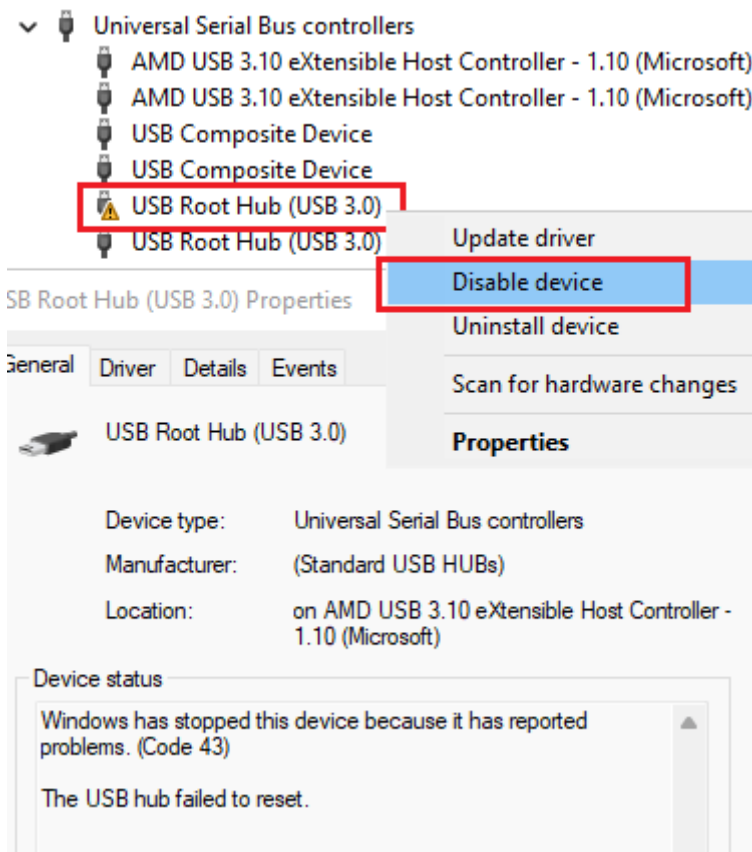 Universal Serial Bus controllers
AMD USB 3.10 eXtensible Host Controller - 1.10 (Microsoft)
AMD USB 3.10 eXtensible Host Controller - 1.10 (Microsoft)
USB Composite Device
USB Composite Device
USB Root Hub (USB 3.0)
USB Root Hub (USB 3.0)
Update driver
Disable device
Uninstall device
Scan for hardware changes
Properties
SB Root Hub (USB 3.0) Properties
General Driver Details Events
USB Root Hub (USB 3.0)
Device type: Universal Serial Bus controllers
Manufacturer: (Standard USB HUBs)
Location: on AMD USB 3.10 eXtensible Host Controller -
1.10 (Microsoft)
Device status
Windows has stopped this device because it has reported
problems. (Code 43)
The USB hub failed to reset.